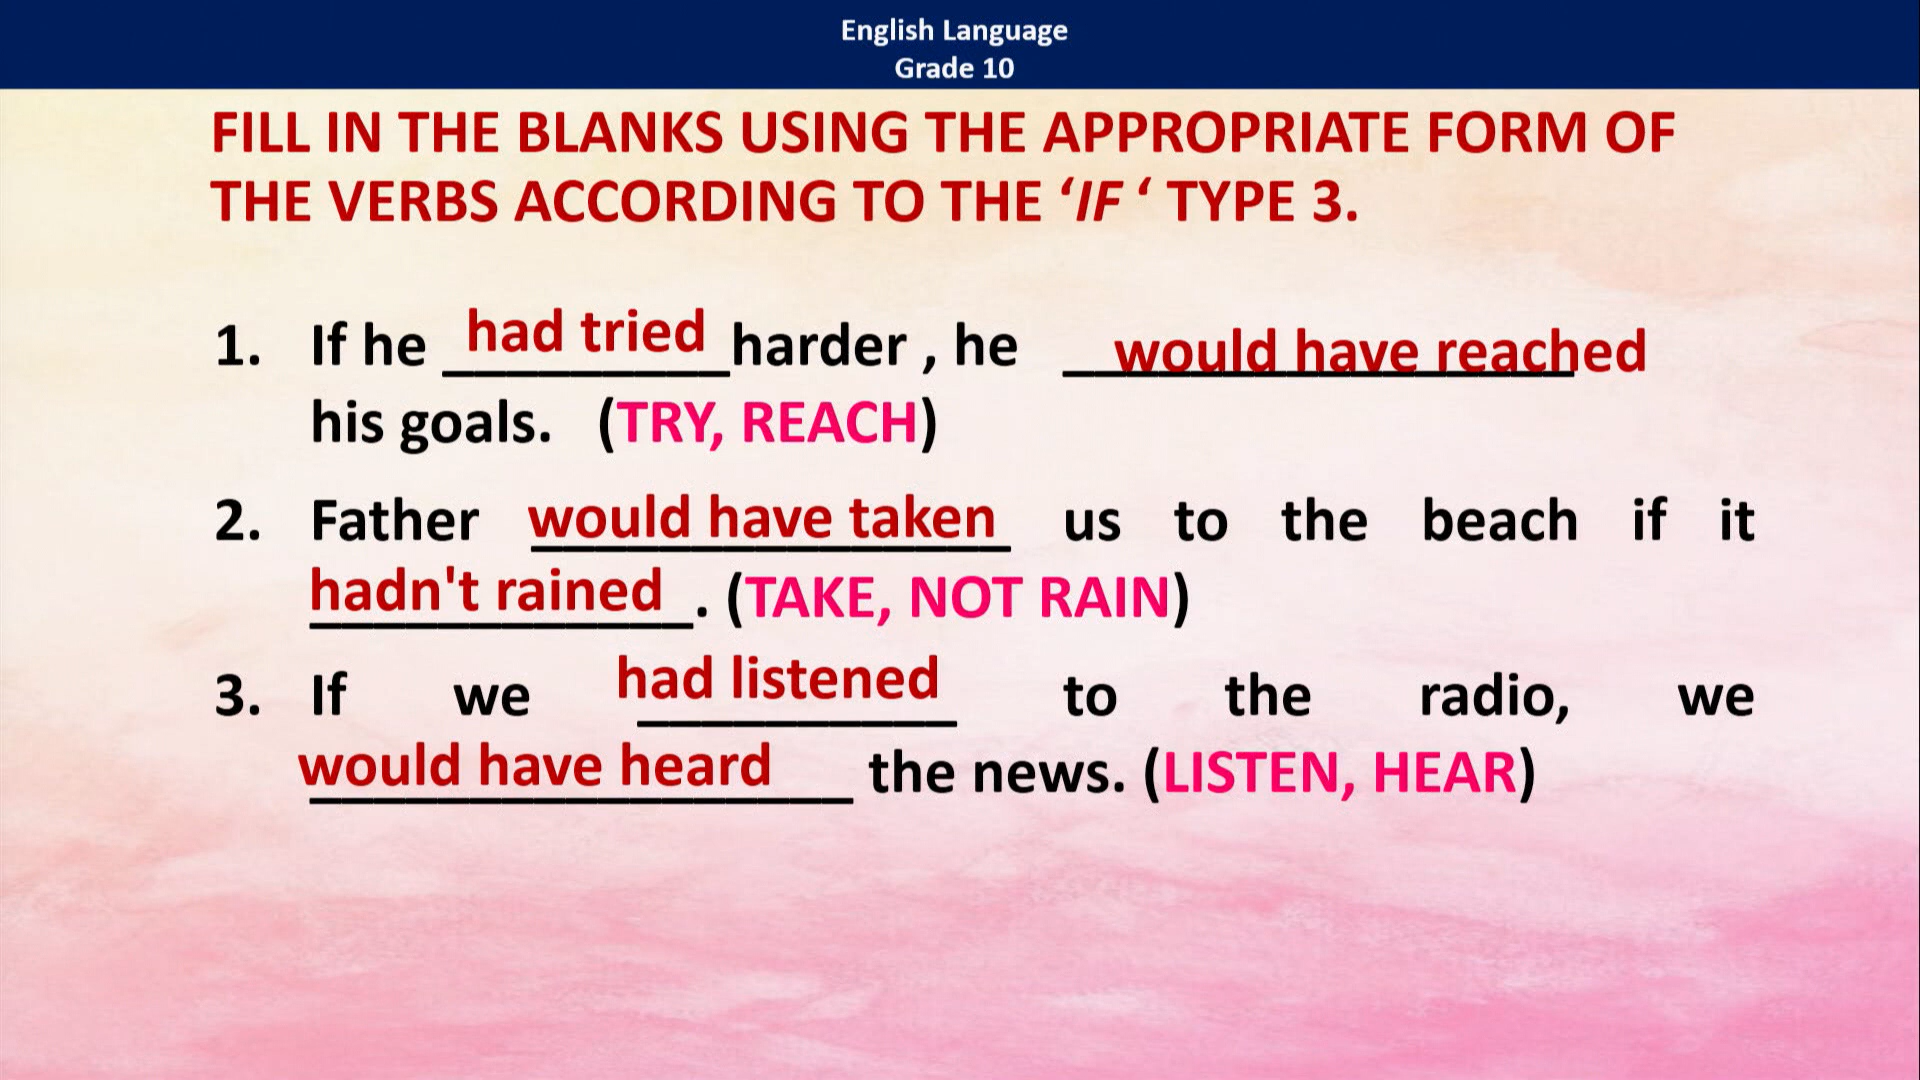 English Language
Grade 10
FILL IN THE BLANKS USING THE APPROPRIATE FORM OF
THE VERBS ACCORDING TO THE ‘IF ‘ TYPE 3.
1. If he had tried harder , he would have reached
his goals. (TRY, REACH)
2. Father would have taken us to the beach if it
hadn't rained. (TAKE, NOT RAIN)
3. If we had listened to the radio, we
would have heard the news. (LISTEN, HEAR)